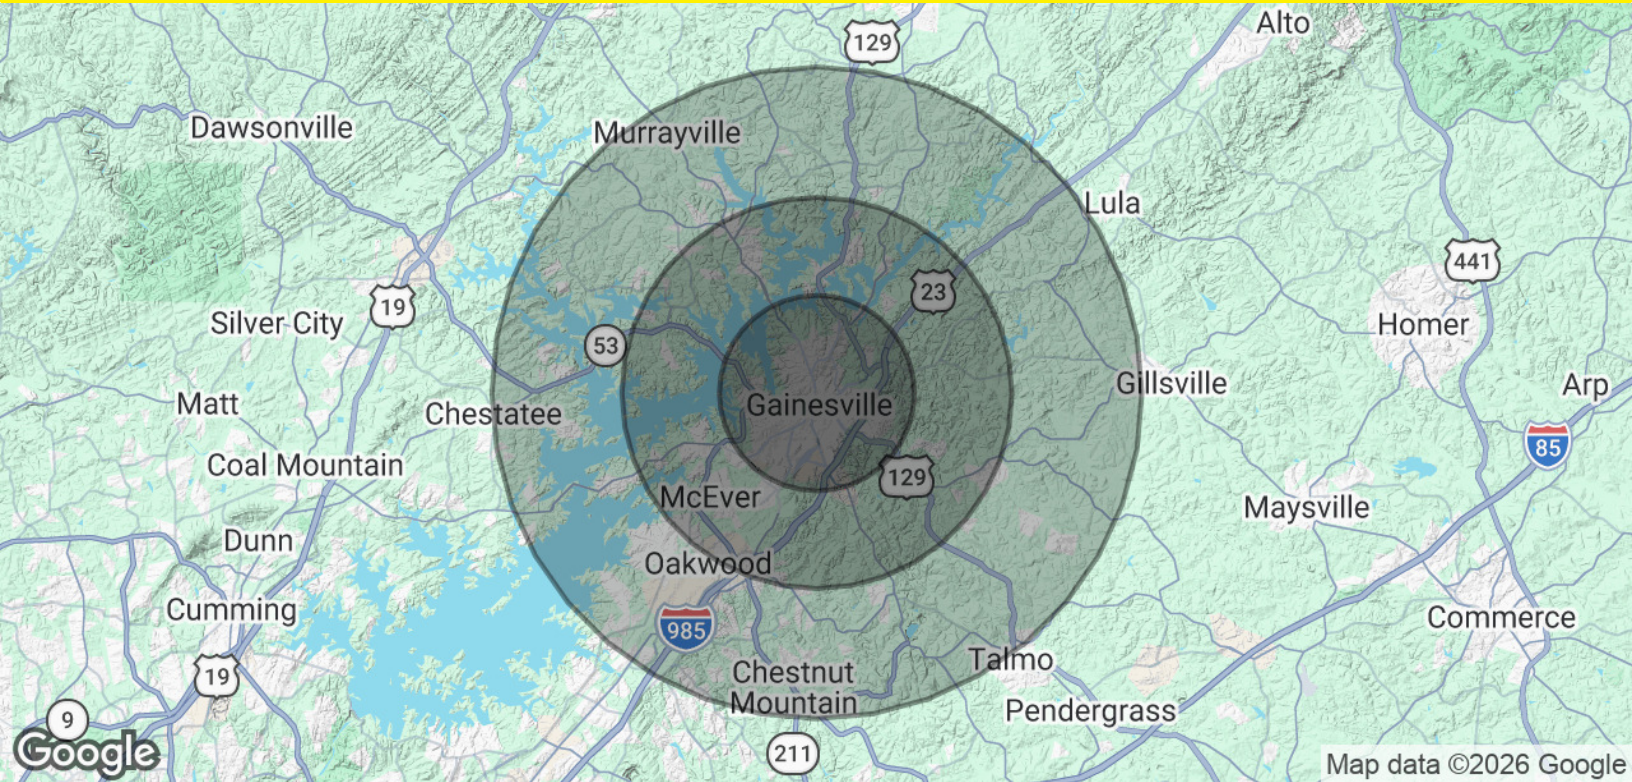 Alto
129
Dawsonville
Murrayville
Lula
441
23
19
Silver City
Homer
53
Gillsville
Arp
Matt
Gainesville
Chestatee
85
Coal Mountain
129
McEver
Maysville
Dunn
Oakwood
Cumming
Commerce
985
Talmo
19
Chestnut
Mountain
Pendergrass
9
Google
211
Map data ©2026 Google